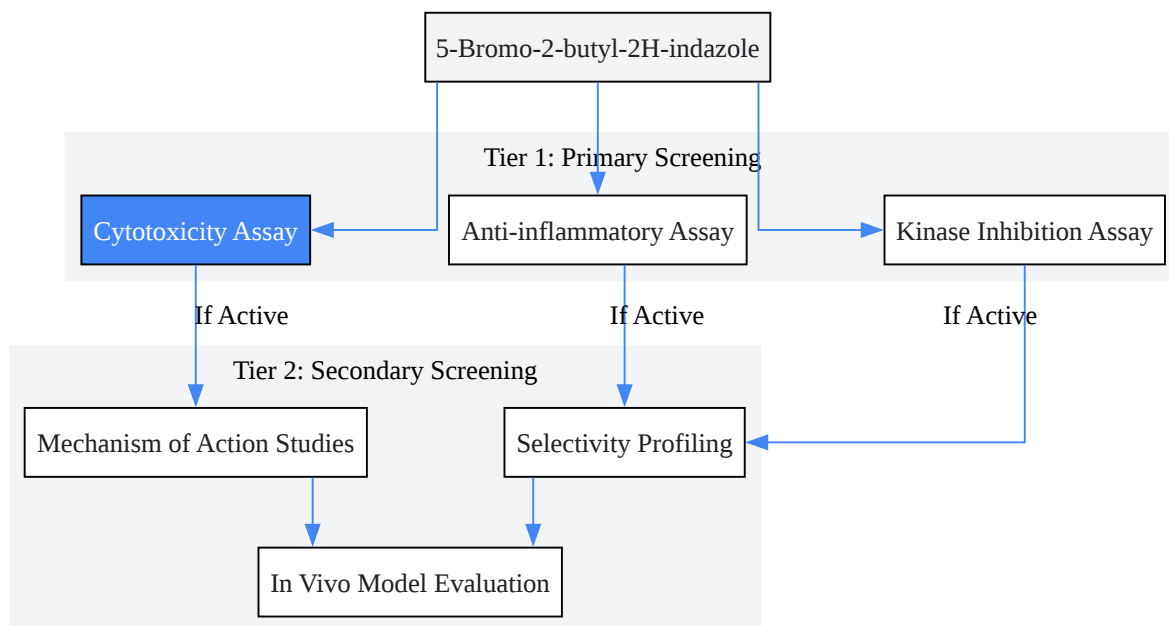 5-Bromo-2-butyl-2H-indazole
Tier 1: Primary Screening
Cytotoxicity Assay
Anti-inflammatory Assay
Kinase Inhibition Assay
If Active
If Active
If Active
Tier 2: Secondary Screening
Mechanism of Action Studies
Selectivity Profiling
In Vivo Model Evaluation